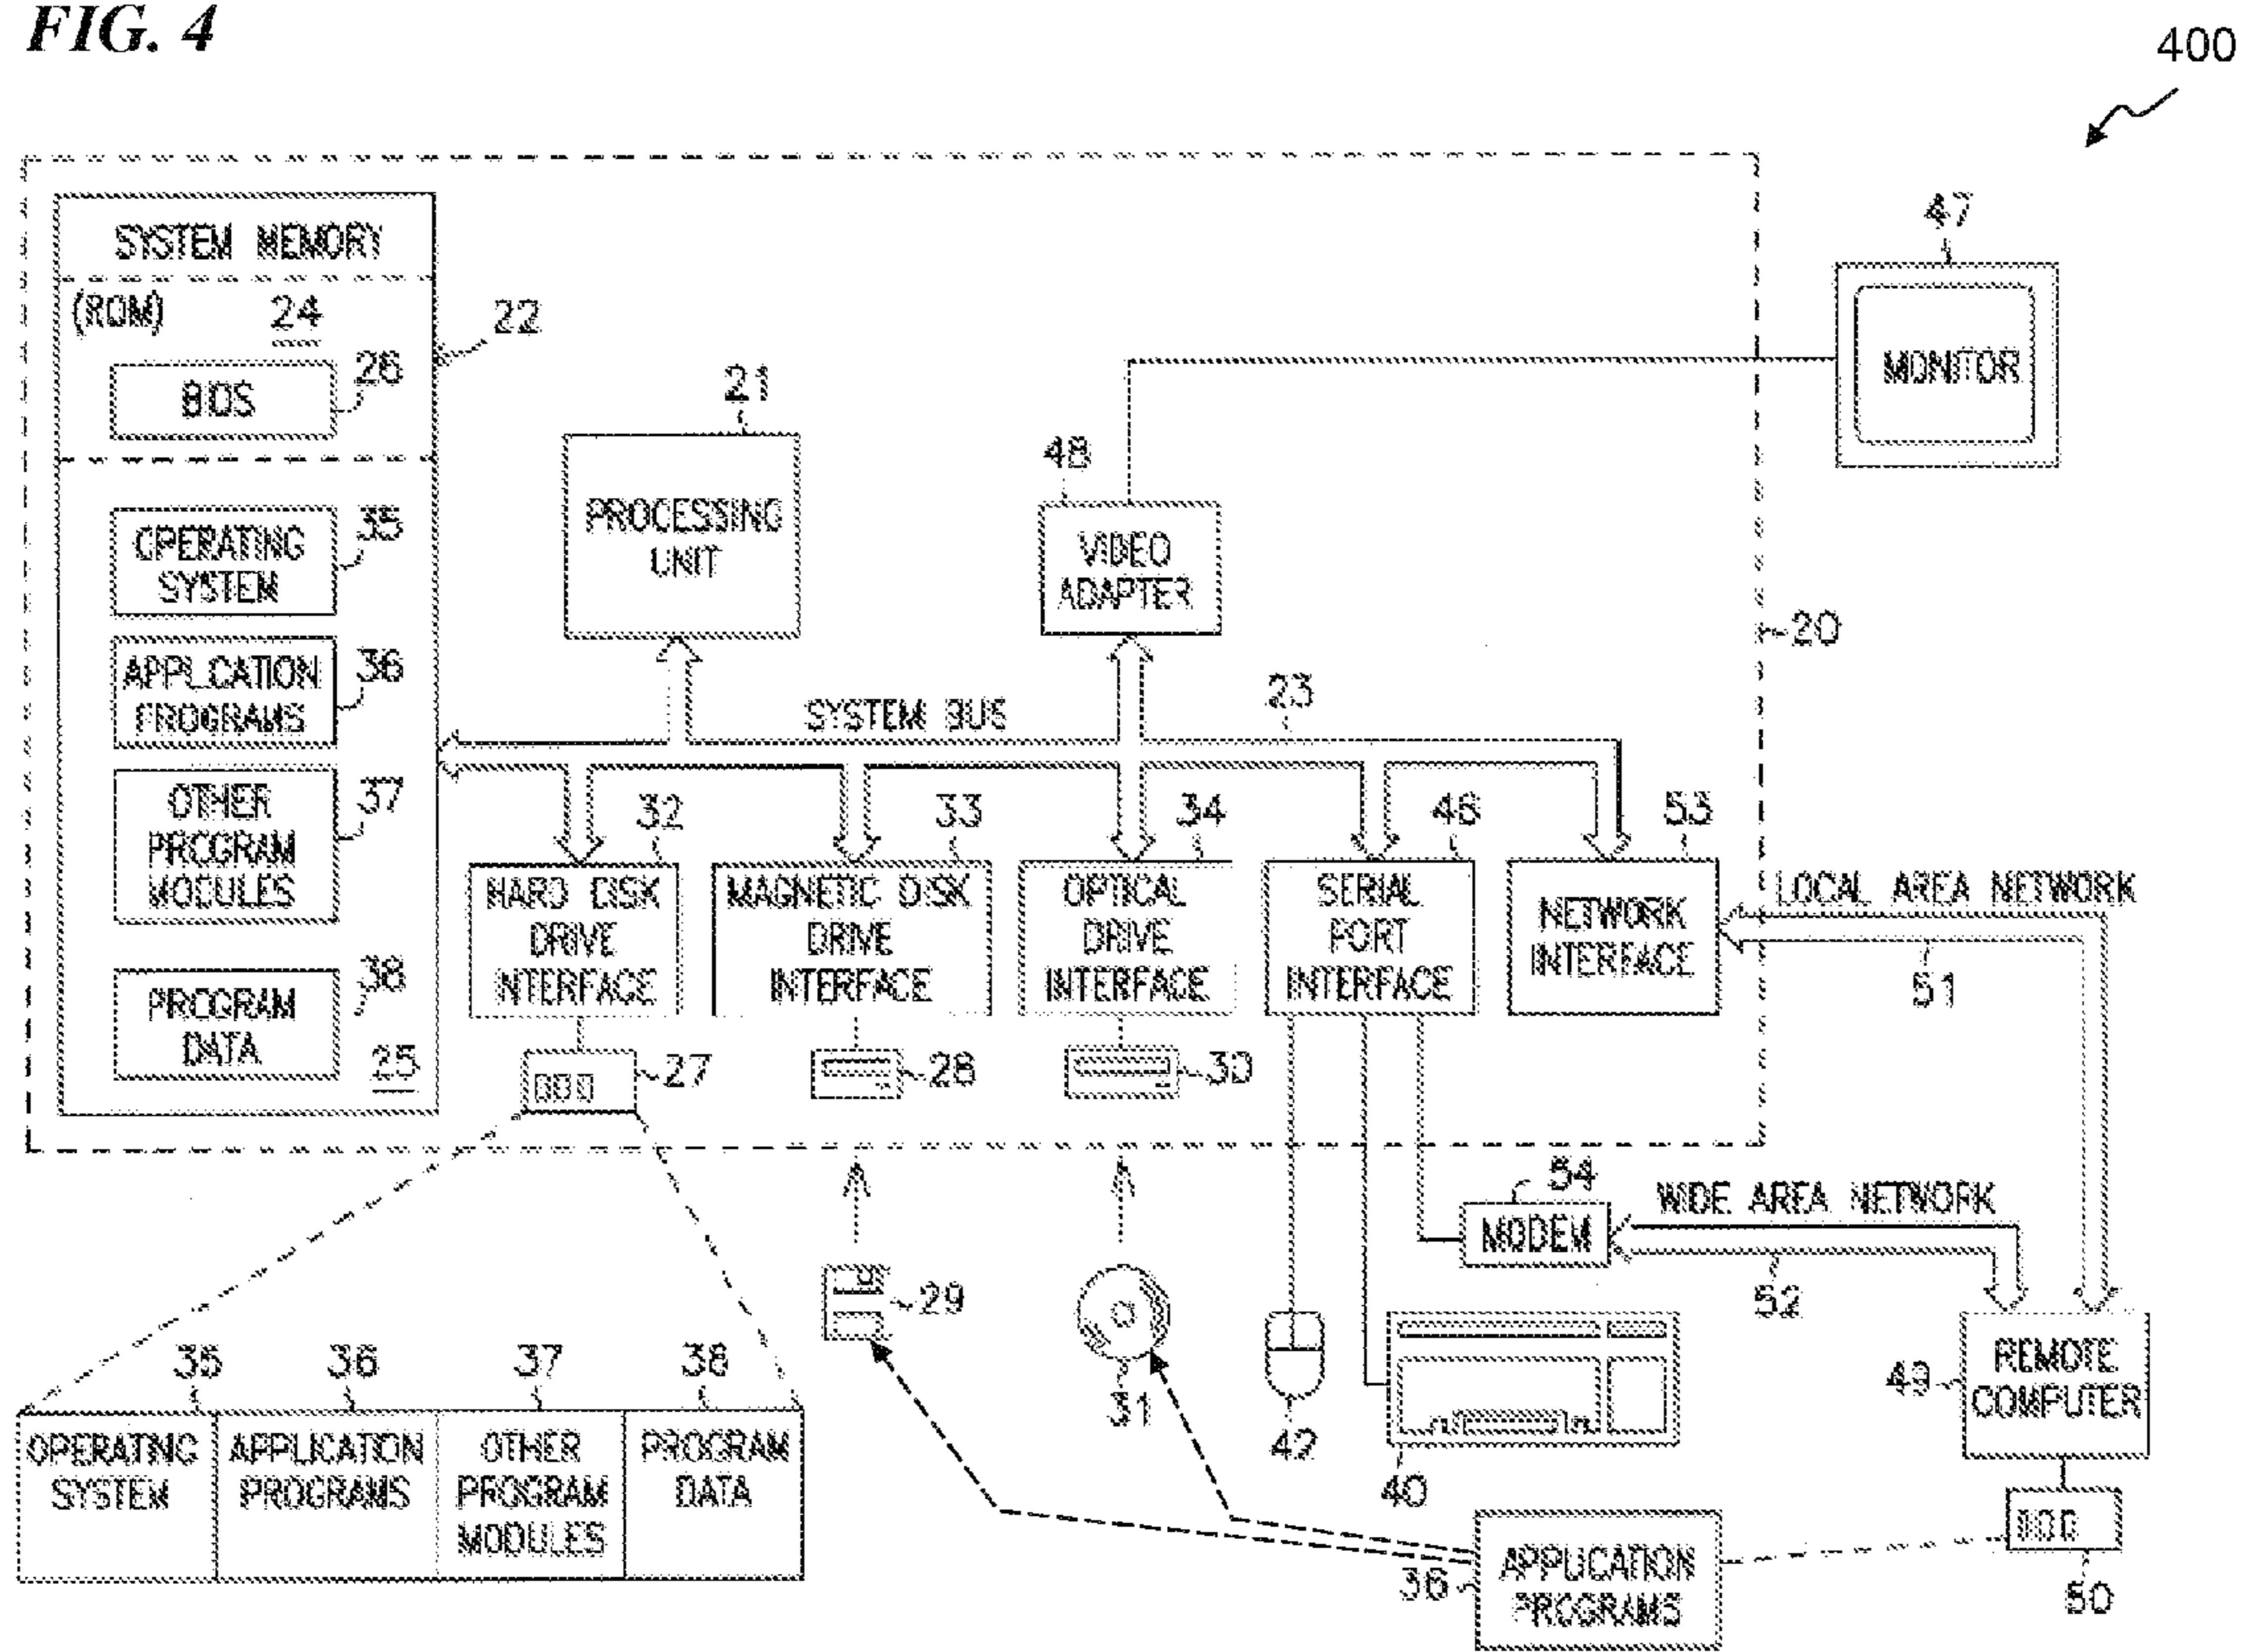 FIG. 4
400
SYSTEM MEMORY
(ROM) 24
22
BIOS
26
OPERATING
SYSTEM
35
APPLICATION
PROGRAMS
36
OTHER
PROGRAM
MODULES
37
PROGRAM
DATA
38
25
21
PROCESSING
UNIT
48
VIDEO
ADAPTER
47
MONITOR
20
SYSTEM BUS
23
32
HARD DISK
DRIVE
INTERFACE
33
MAGNETIC DISK
DRIVE
INTERFACE
34
OPTICAL
DRIVE
INTERFACE
46
SERIAL
PORT
INTERFACE
53
NETWORK
INTERFACE
LOCAL AREA NETWORK
51
27
28
30
54
MODEM
WIDE AREA NETWORK
52
29
31
42
40
49
REMOTE
COMPUTER
50
35
OPERATING
SYSTEM
36
APPLICATION
PROGRAMS
37
OTHER
PROGRAM
MODULES
38
PROGRAM
DATA
36
APPLICATION
PROGRAMS